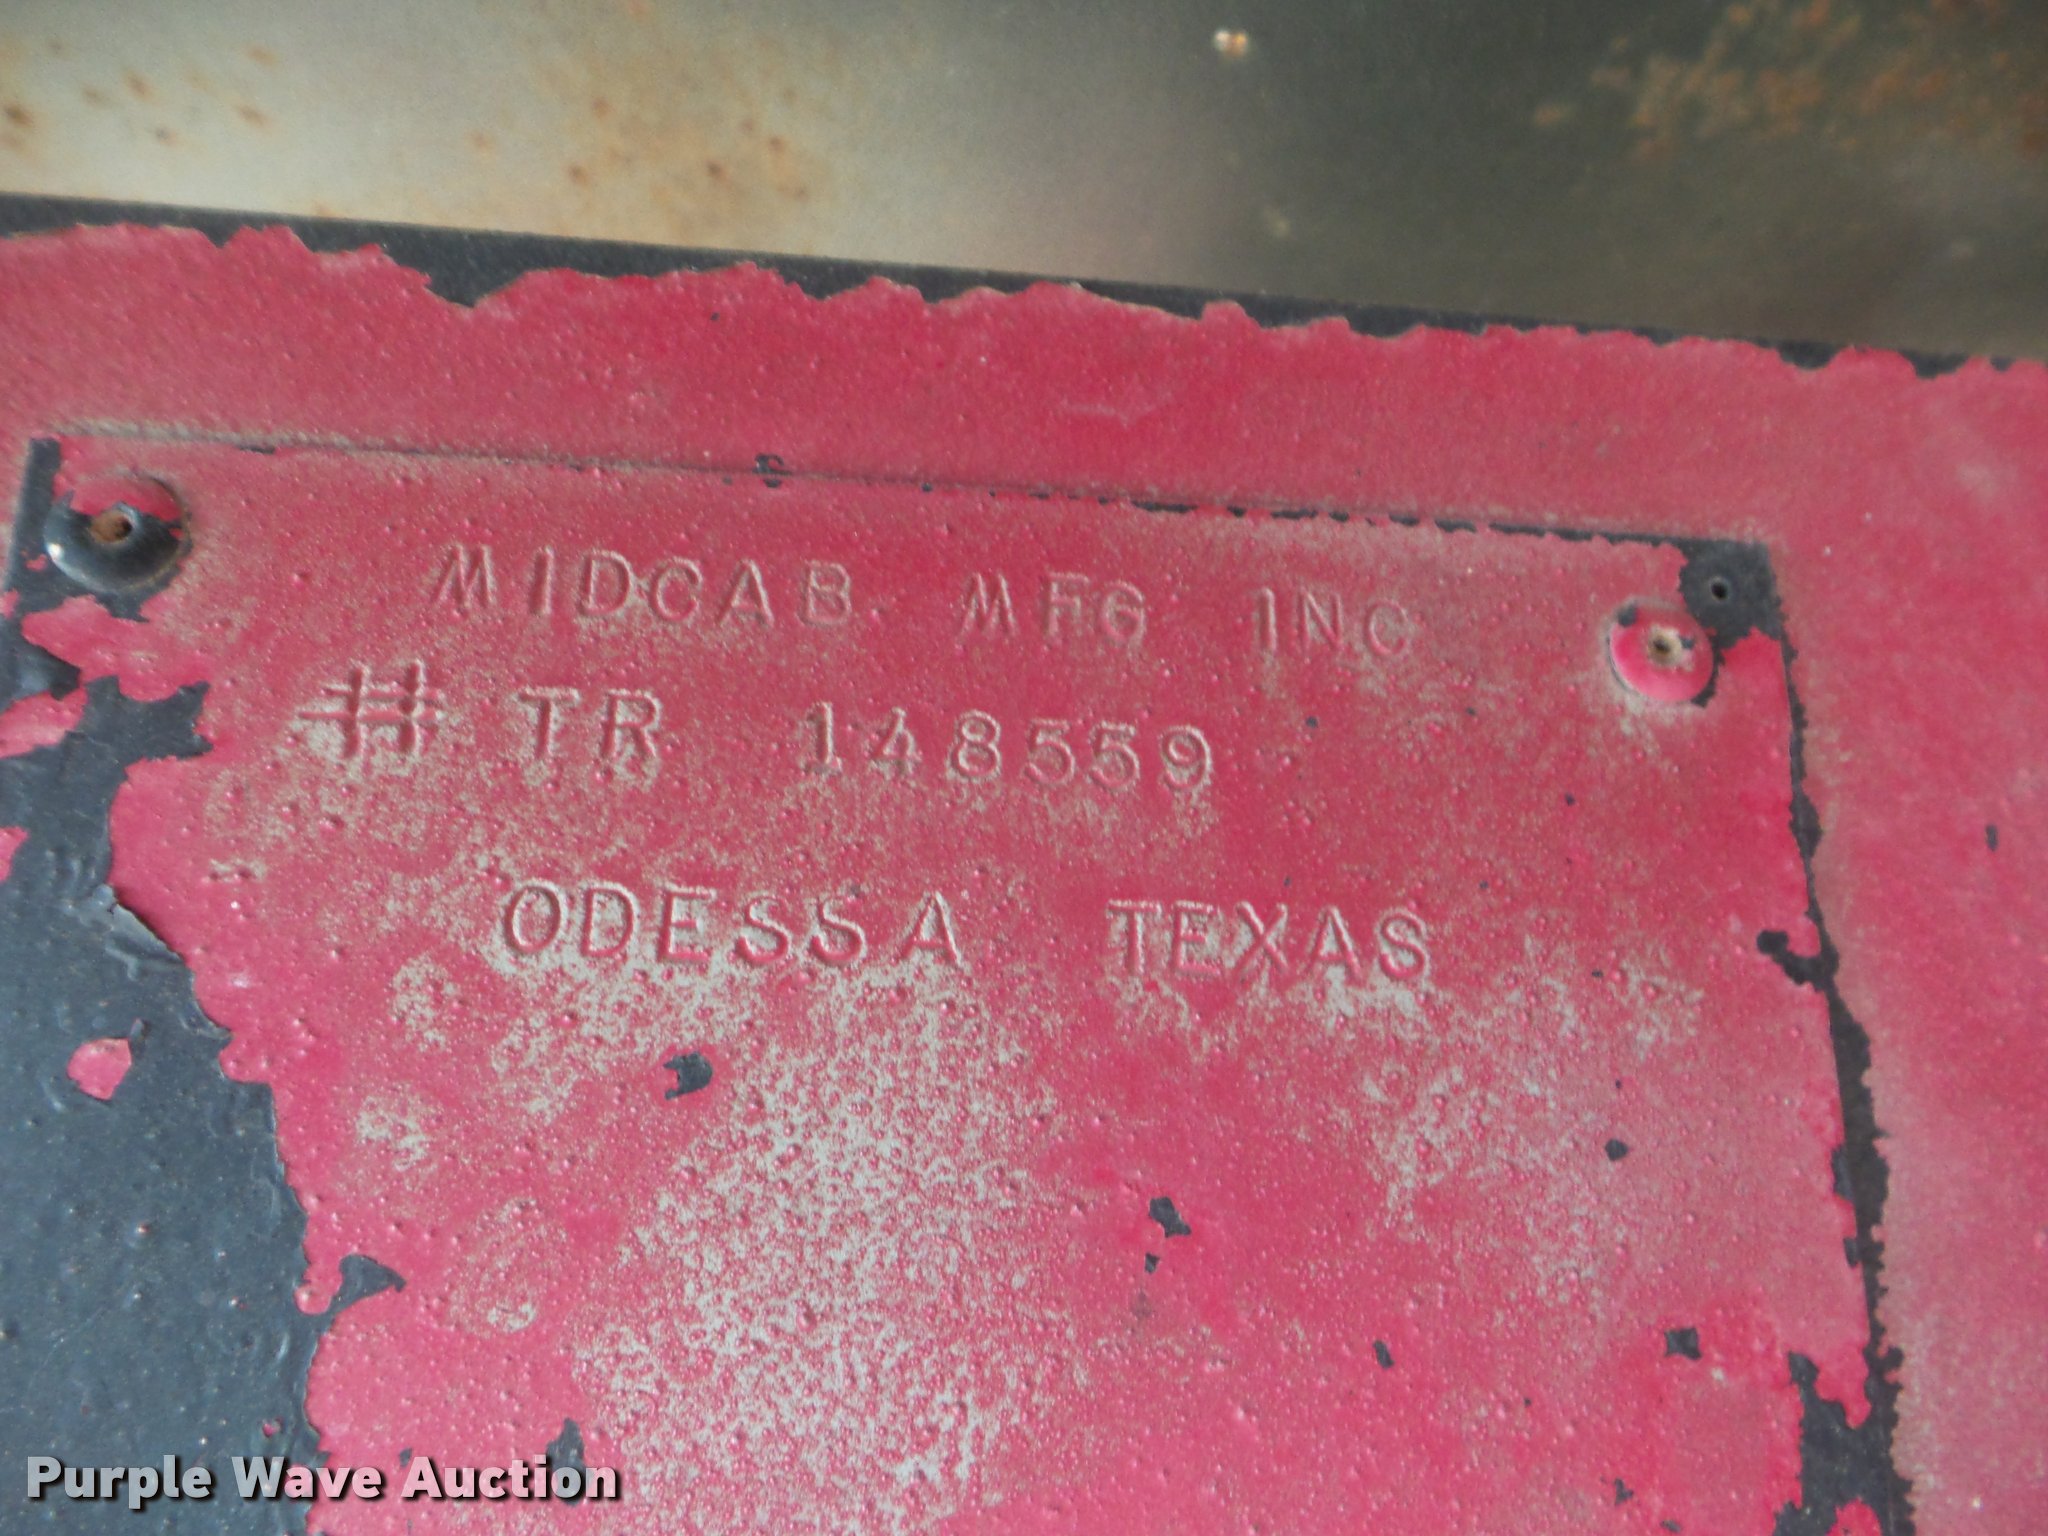 MIDCAB MFG INC
# TR 148559
ODESSA TEXAS
Purple Wave Auction